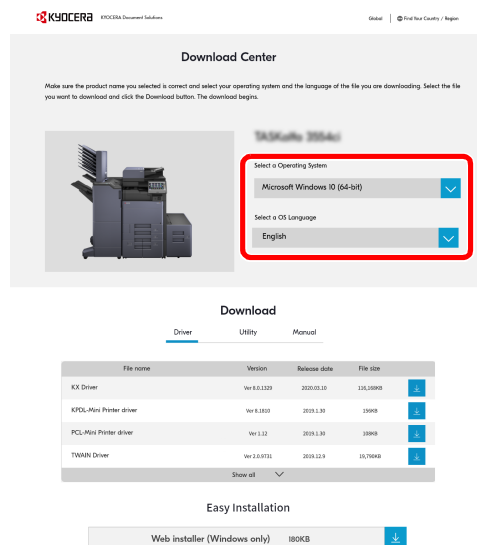 KYOCERA KYOCERA Document Solutions
Global Find Your Country / Region
Download Center
Make sure the product name you selected is correct and select your operating system and the language of the file you are downloading. Select the file
you want to download and click the Download button. The download begins.
Select a Operating System
Microsoft Windows 10 (64-bit)
Select a OS Language
English
Download
Driver Utility Manual
File name Version Release date File size
KX Driver Ver 8.0.1329 2020.03.10 116,168KB
KPDL-Mini Printer driver Ver 8.1810 2019.1.30 156KB
PCL-Mini Printer driver Ver 1.12 2019.1.30 208KB
TWAIN Driver Ver 2.0.9731 2019.12.9 19,790KB
Show all
Easy Installation
Web installer (Windows only) 180KB